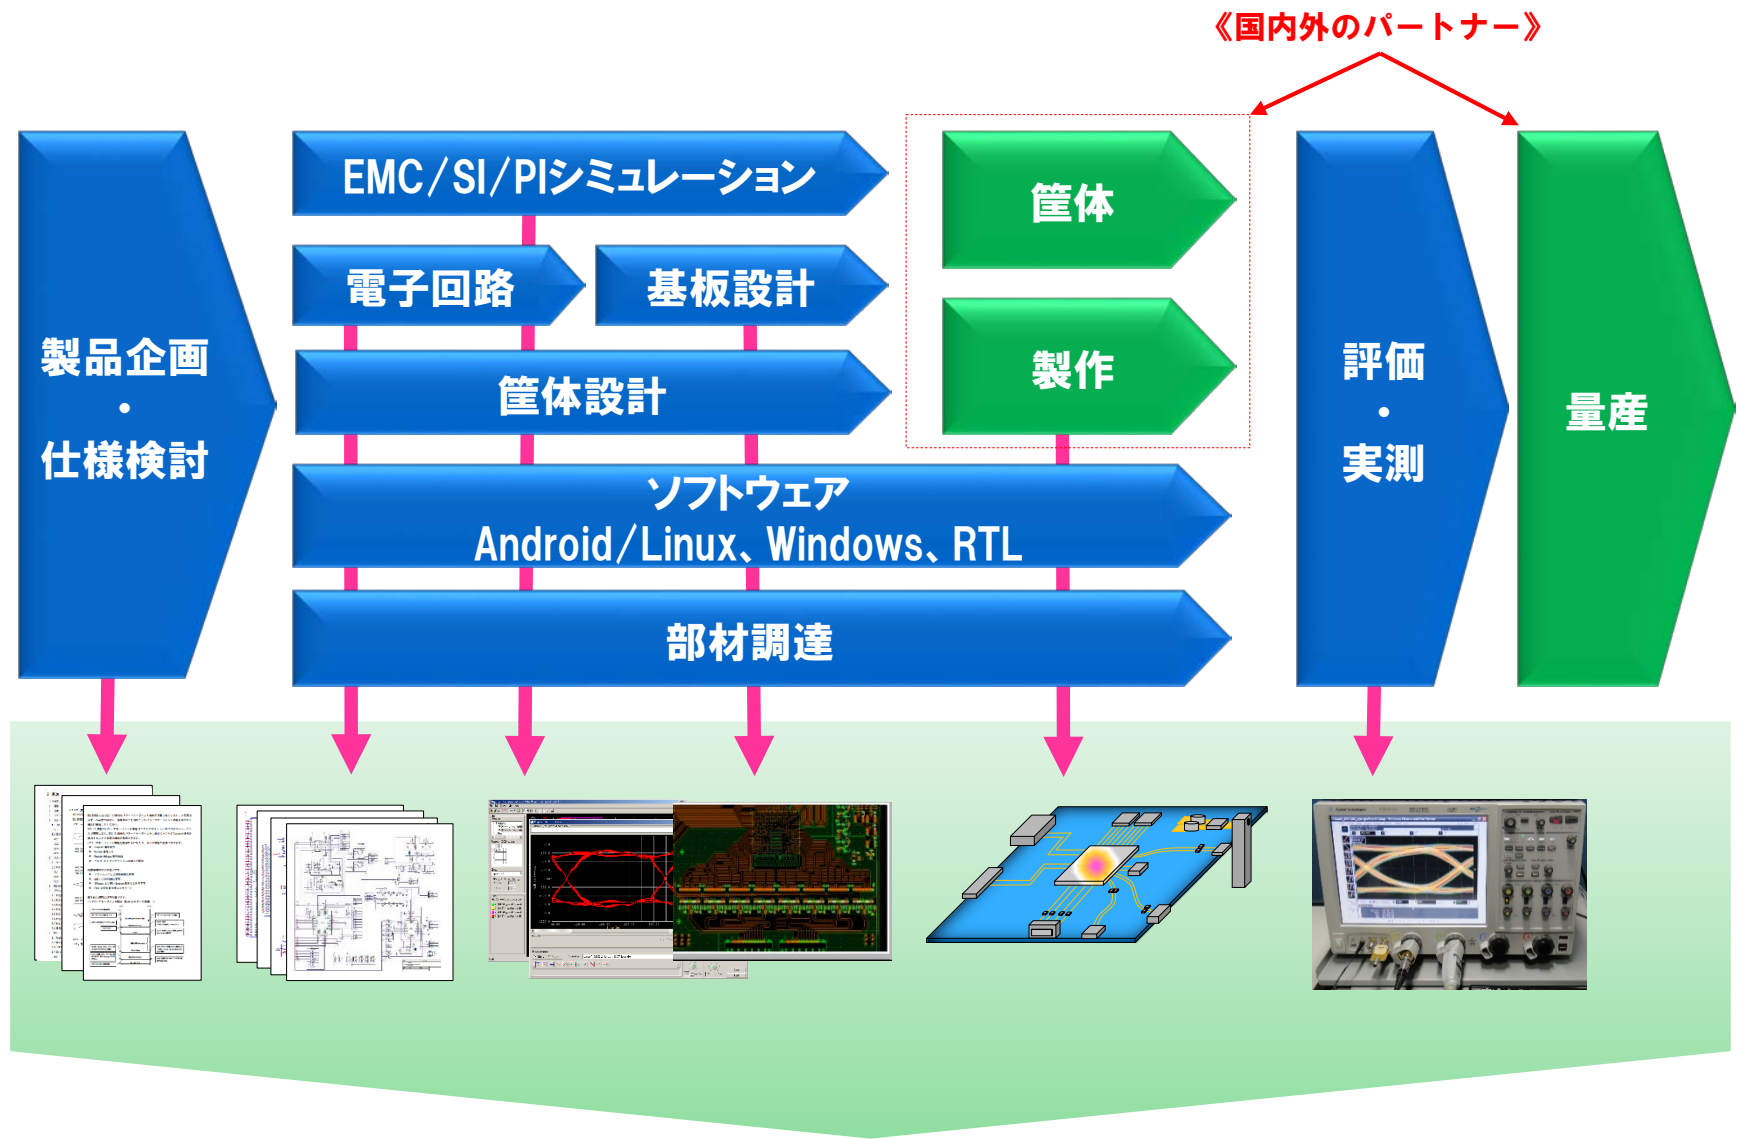 《国内外のパートナー》
EMC/SI/PIシミュレーション
筐体
電子回路
基板設計
製品企画
・
仕様検討
筐体設計
製作
評価
・
実測
量産
ソフトウェア
Android/Linux、Windows、RTL
部材調達